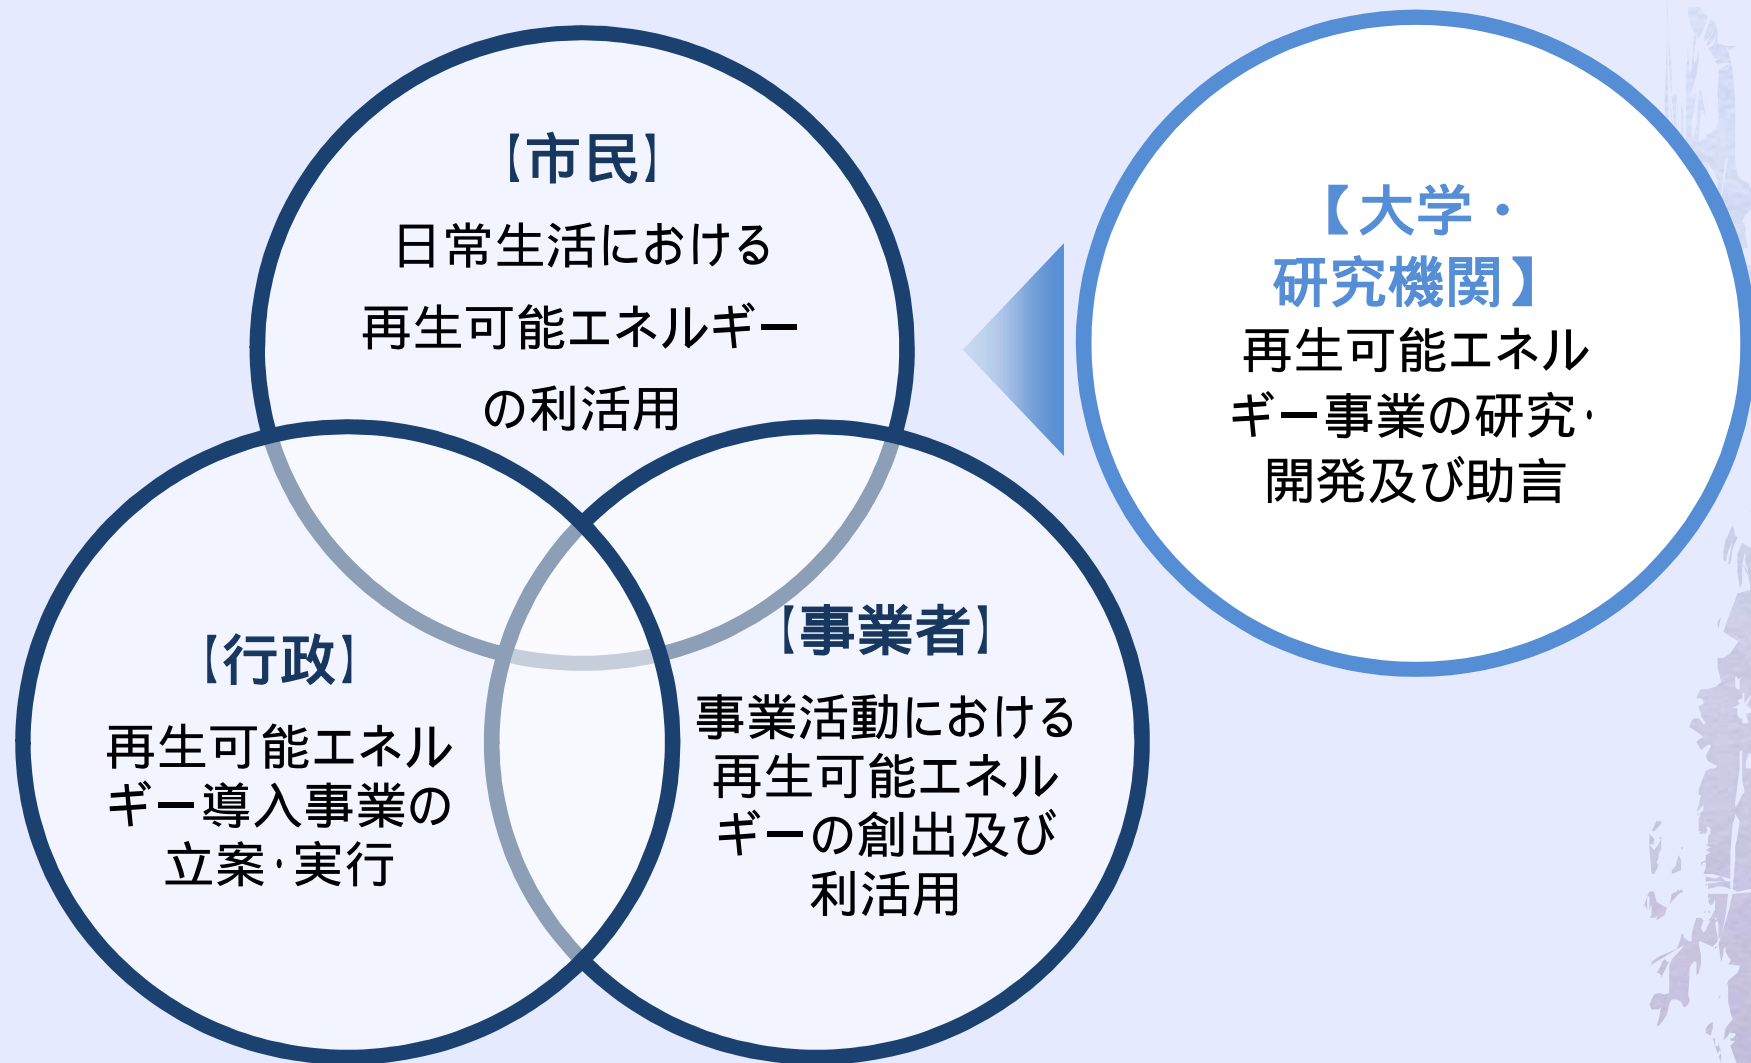 【市民】
日常生活における
再生可能エネルギー
の利活用
【大学・
研究機関】
再生可能エネル
ギー事業の研究・
開発及び助言
【行政】
再生可能エネル
ギー導入事業の
立案・実行
【事業者】
事業活動における
再生可能エネル
ギーの創出及び
利活用